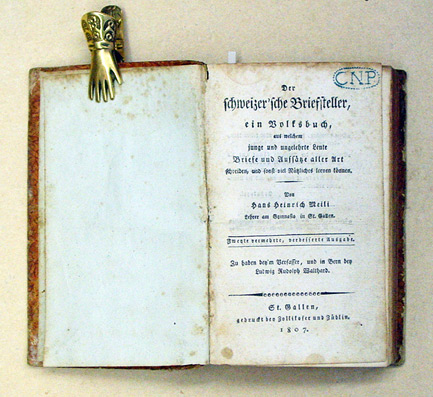 CNP
Der
schweizer'sche Briefsteller,
ein Volksbuch,
aus welchem
junge und ungelehrte Leute
Briefe und Aufsätze aller Art
schreiben, und sonst viel Nützliches lernen können.
Von
Hans Heinrich Meili
Lehrer am Gymnasio in St. Gallen.
Zweyte vermehrte, verbesserte Ausgabe.
Zu haben bey'm Verfasser, und in Bern bey
Ludwig Rudolph Walthard.
St. Gallen,
gedruckt bey Zollikofer und Züblin.
1807.